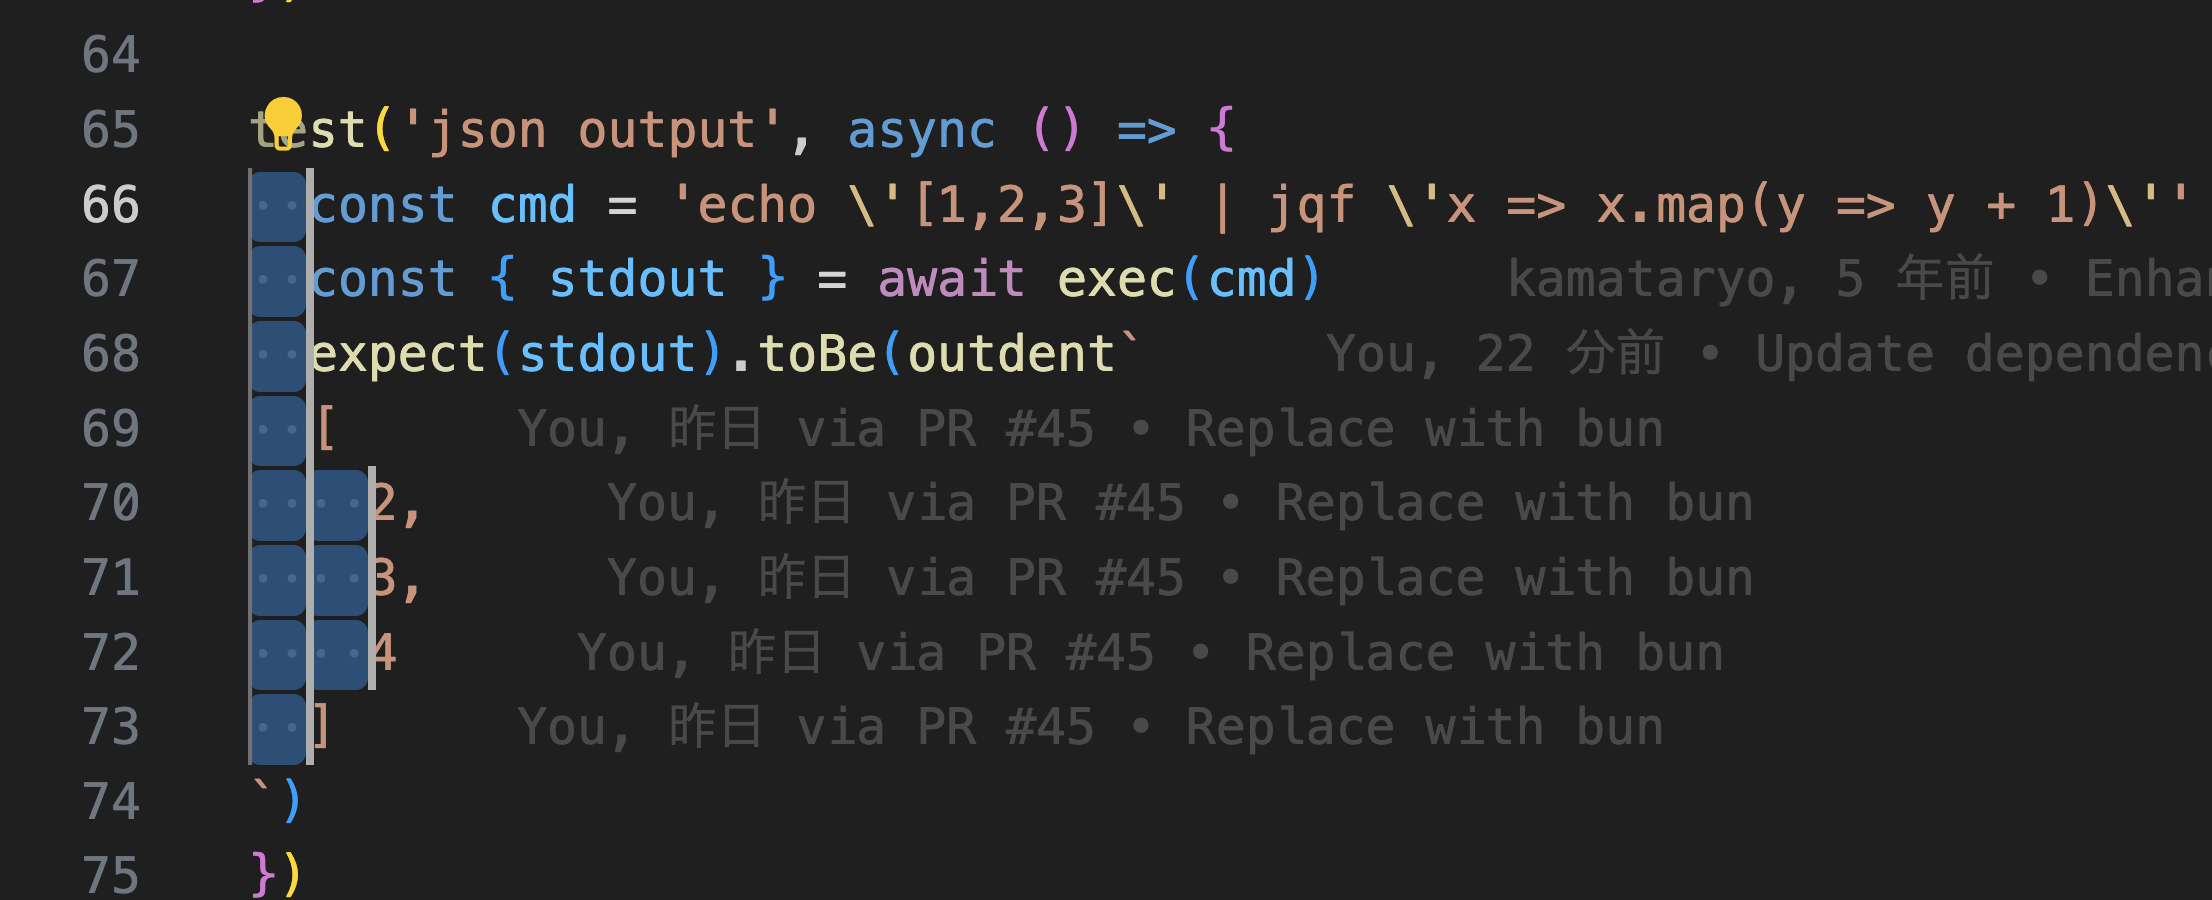 64
65 test('json output', async () => {
66 const cmd = 'echo \'[1,2,3]\' | jqf \'x => x.map(y => y + 1)\''
67 const { stdout } = await exec(cmd) kamataryo, 5 年前 • Enhan
68 expect(stdout).toBe(outdent` You, 22 分前 • Update dependenc
69 [ You, 昨日 via PR #45 • Replace with bun
70 2, You, 昨日 via PR #45 • Replace with bun
71 3, You, 昨日 via PR #45 • Replace with bun
72 4 You, 昨日 via PR #45 • Replace with bun
73 ] You, 昨日 via PR #45 • Replace with bun
74 `)
75 })